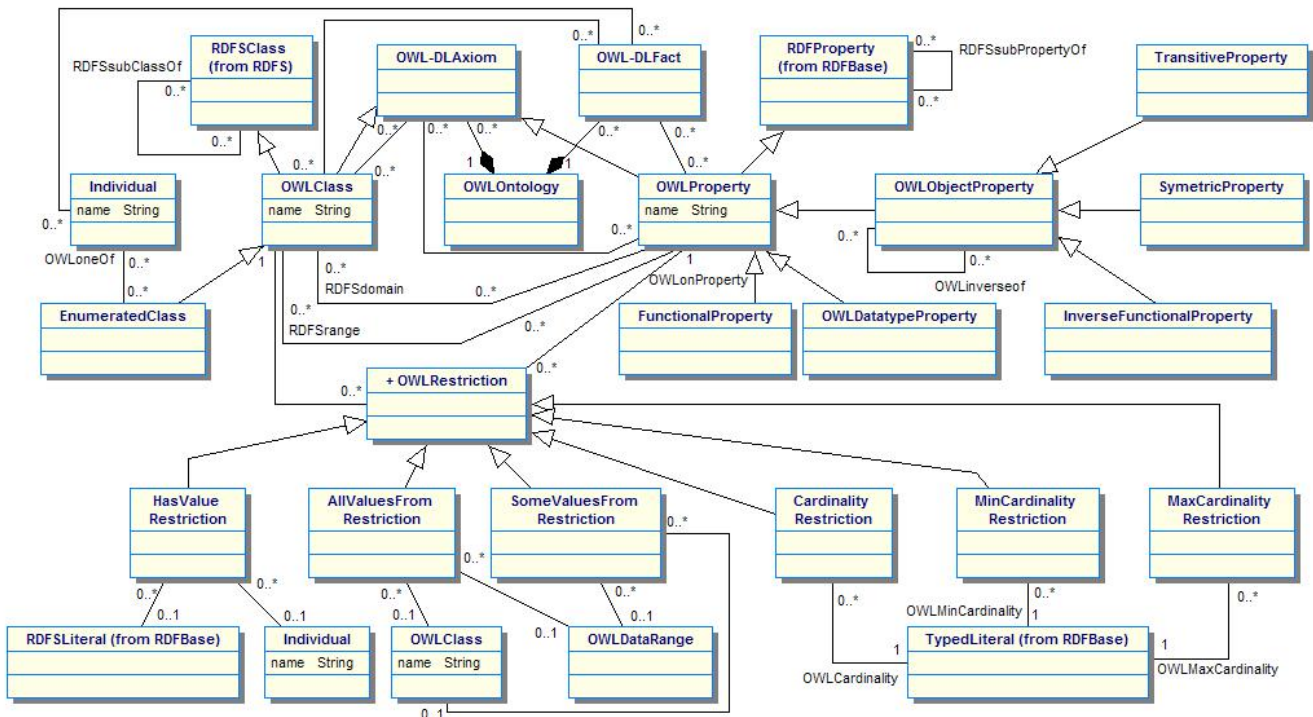 0..*
0..*
0..*
RDFSClass
(from RDFS)
OWL-DLAxiom
OWL-DLFact
RDFProperty
(from RDFBase)
0..*
RDFSsubPropertyOf
TransitiveProperty
RDFSsubClassOf
0..*
0..*
0..*
0..*
0..*
0..*
0..*
0..*
0..*
0..*
0..*
0..*
1
1
0..*
Individual
name String
OWLClass
name String
OWLOntology
OWLProperty
name String
OWLObjectProperty
SymetricProperty
0..*
0..*
0..*
0..*
OWLoneOf
0..*
1
0..*
1
OWLinverseof
0..*
RDFSdomain
0..*
OWLonProperty
0..*
RDFSrange
0..*
EnumeratedClass
FunctionalProperty
OWLDatatypeProperty
InverseFunctionalProperty
0..*
0..*
+ OWLRestriction
HasValue
Restriction
AllValuesFrom
Restriction
SomeValuesFrom
Restriction
Cardinality
Restriction
MinCardinality
Restriction
MaxCardinality
Restriction
0..*
0..*
0..*
0..*
0..*
0..*
0..*
0..*
0..*
0..1
0..1
0..1
0..1
0..1
OWLMinCardinality
1
RDFSLiteral (from RDFBase)
Individual
name String
OWLClass
name String
OWLDataRange
TypedLiteral (from RDFBase)
1
1
OWLCardinality
OWLMaxCardinality
0..1